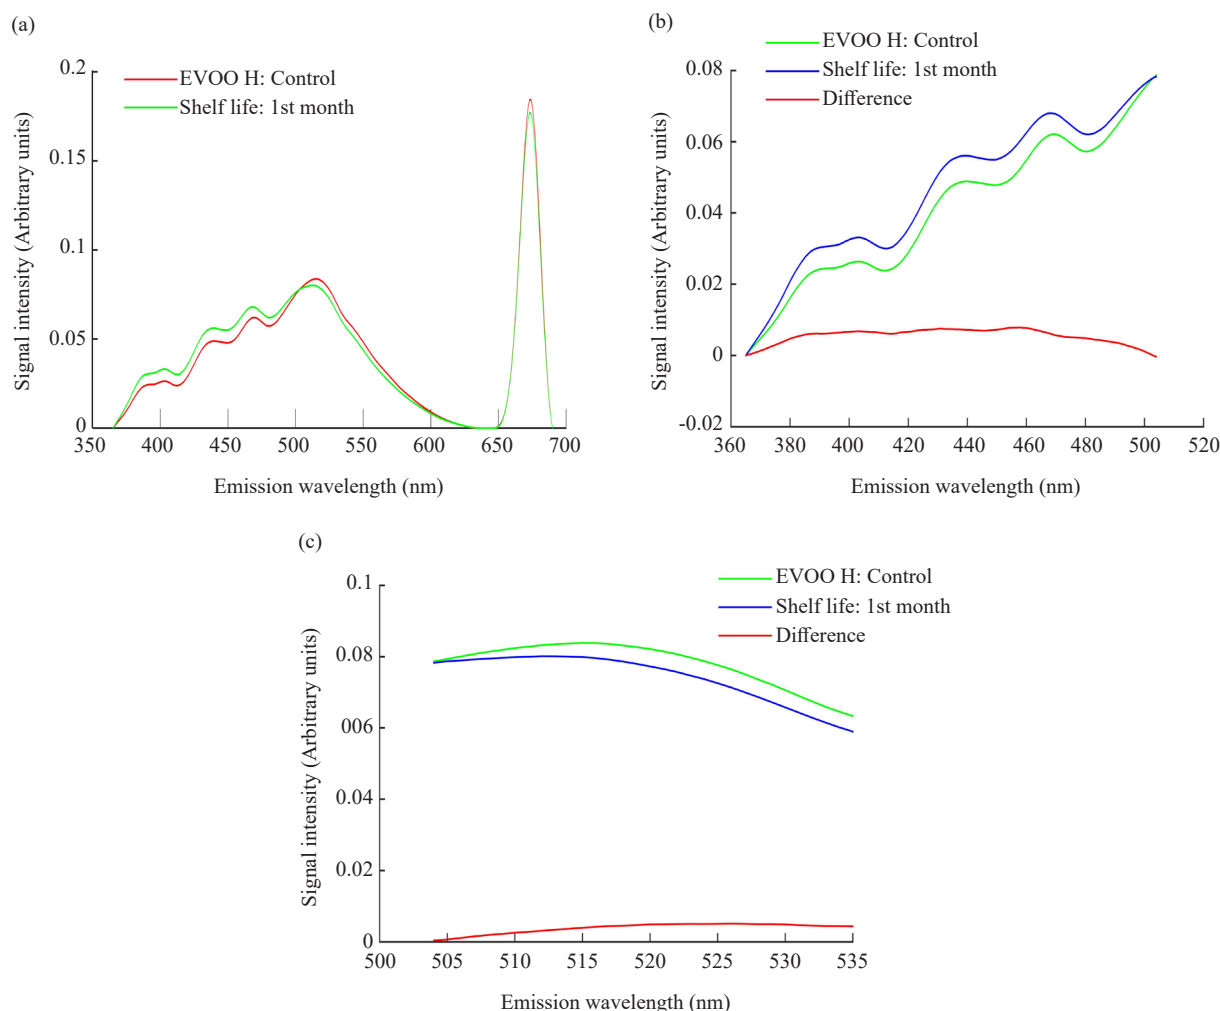 (a)
EVOO H: Control
Shelf life: 1st month
Signal intensity (Arbitrary units)
0.2
0.15
0.1
0.05
0
350 400 450 500 550 600 650 700
Emission wavelength (nm)
(b)
EVOO H: Control
Shelf life: 1st month
Difference
Signal intensity (Arbitrary units)
0.08
0.06
0.04
0.02
0
-0.02
360 380 400 420 440 460 480 500 520
Emission wavelength (nm)
(c)
EVOO H: Control
Shelf life: 1st month
Difference
Signal intensity (Arbitrary units)
0.1
0.08
006
0.04
0.02
0
500 505 510 515 520 525 530 535
Emission wavelength (nm)